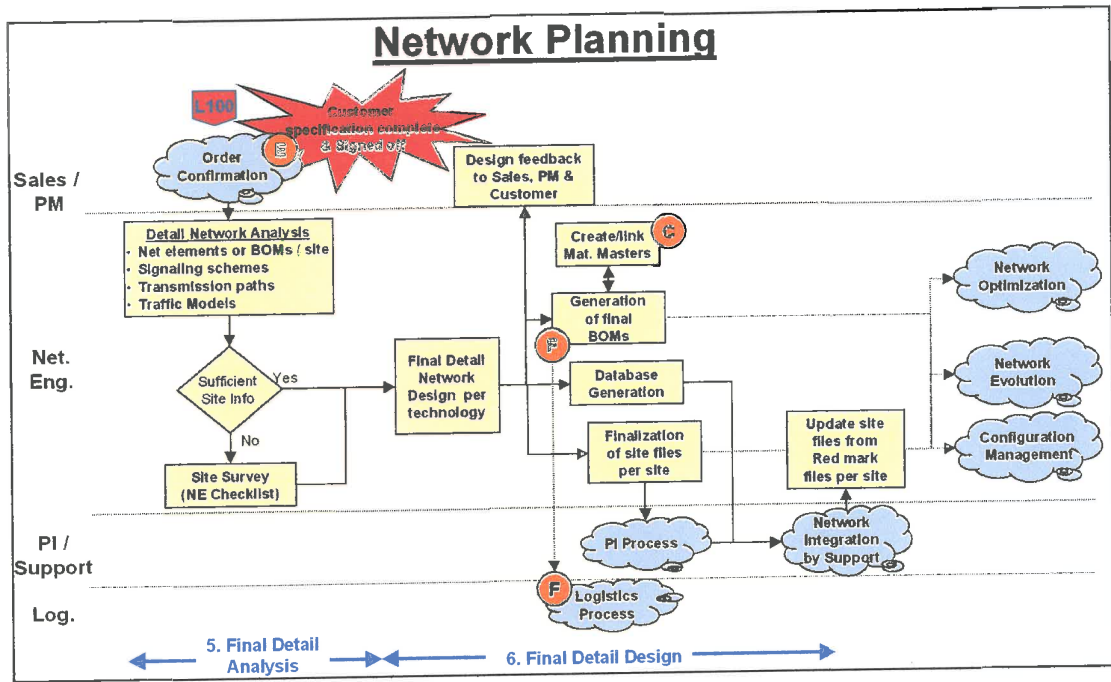 Network Planning
L100
Customer
specification complete
& Signed off
E
Order
Confirmation
Design feedback
to Sales, PM &
Customer
Sales /
PM
Detail Network Analysis
• Net elements or BOMs / site
• Signaling schemes
• Transmission paths
• Traffic Models
Create/link
Mat. Masters
C
Network
Optimization
Generation
of final
BOMs
F
Net.
Eng.
Sufficient
Site Info
Yes
No
Final Detail
Network
Design per
technology
Database
Generation
Network
Evolution
Finalization
of site files
per site
Update site
files from
Red mark
files per site
Configuration
Management
Site Survey
(NE Checklist)
PI /
Support
PI Process
Network
Integration
by Support
F
Logistics
Process
Log.
5. Final Detail
Analysis
6. Final Detail Design